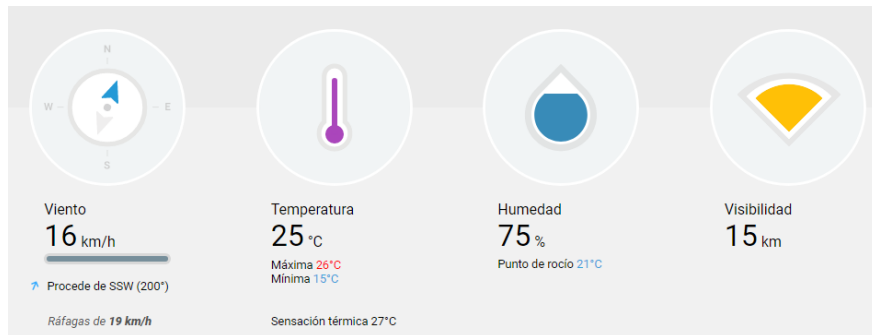 N
W
E
S
Viento
16 km/h
Procede de SSW (200°)
Ráfagas de 19 km/h
Temperatura
25 °C
Máxima 26°C
Mínima 15°C
Sensación térmica 27°C
Humedad
75 %
Punto de rocío 21°C
Visibilidad
15 km